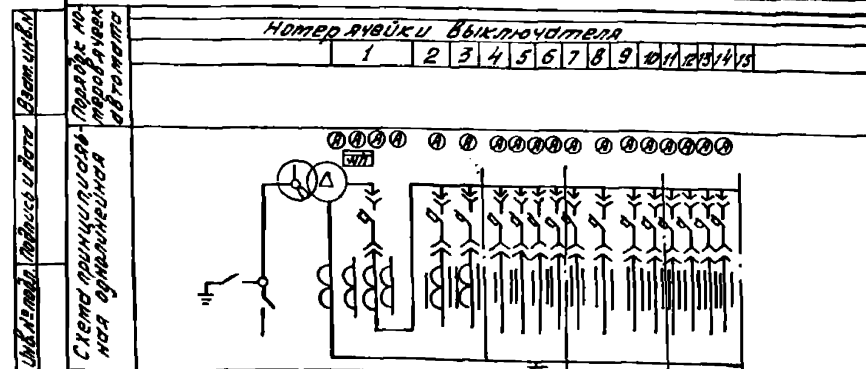 Номер ячейки выключателя
1 2 3 4 5 6 7 8 9 10 11 12 13 14 15
Порядок но-
меров ячеек
автомата
Взам. инв.N
A A A A A A A A A A A A A A A A A A
Схема принципиаль-
ная однолинейная
Подпись и дата
Инв.№ подл.